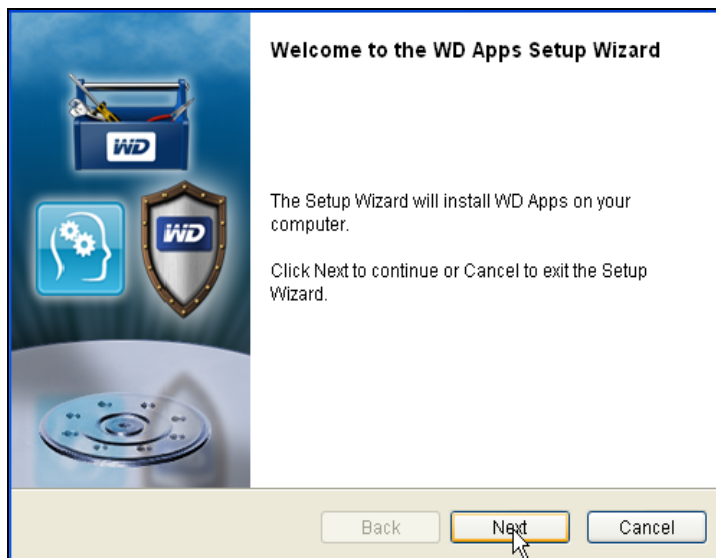 Welcome to the WD Apps Setup Wizard
WD
WD
The Setup Wizard will install WD Apps on your
computer.
Click Next to continue or Cancel to exit the Setup
Wizard.
Back
Next
Cancel